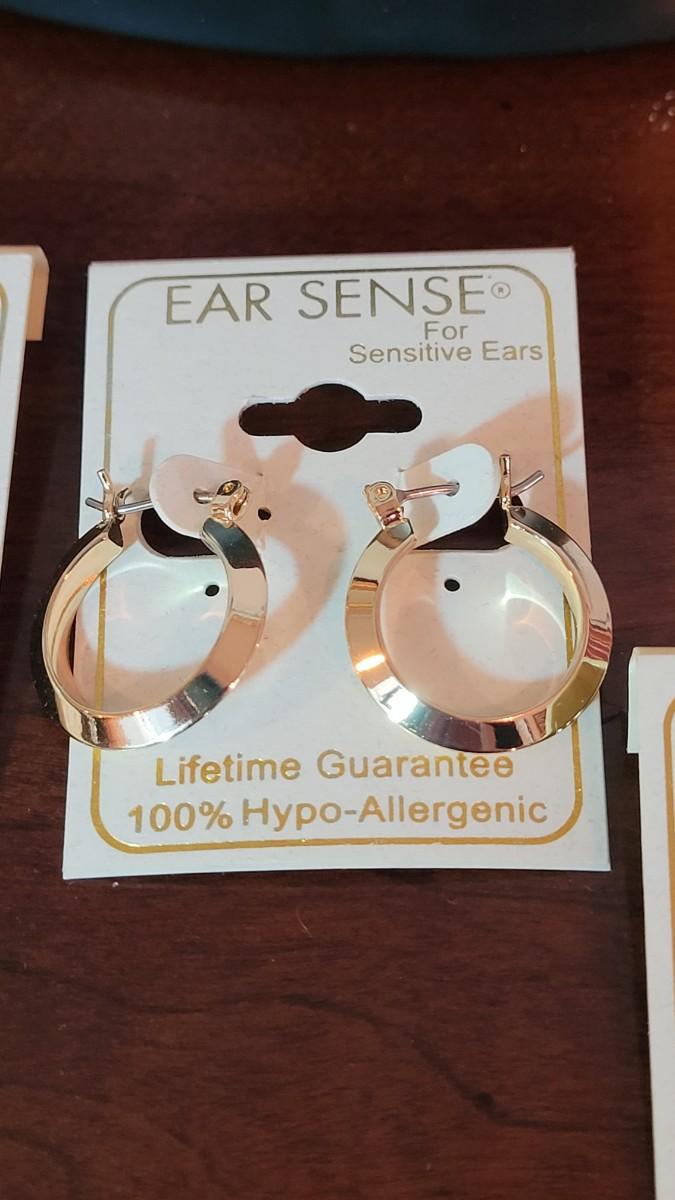 EAR SENSE®
For
Sensitive Ears
Lifetime Guarantee
100% Hypo-Allergenic